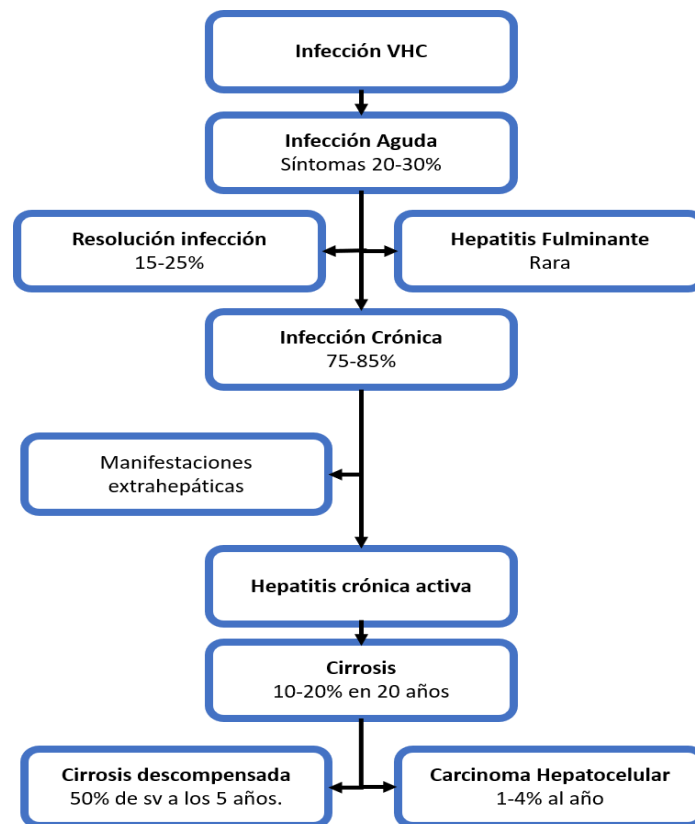 Infección VHC
Infección Aguda
Síntomas 20-30%
Resolución infección
15-25%
Hepatitis Fulminante
Rara
Infección Crónica
75-85%
Manifestaciones
extrahepáticas
Hepatitis crónica activa
Cirrosis
10-20% en 20 años
Cirrosis descompensada
50% de sv a los 5 años.
Carcinoma Hepatocelular
1-4% al año